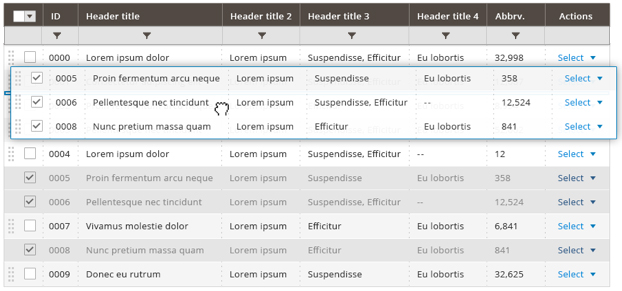 ID Header title Header title 2 Header title 3 Header title 4 Abbrv. Actions
0000 Lorem ipsum dolor Lorem ipsum Suspendisse, Efficitur Eu lobortis 32,998 Select
0005 Proin fermentum arcu neque Lorem ipsum Suspendisse Eu lobortis 358 Select
0006 Pellentesque nec tincidunt Lorem ipsum Suspendisse, Efficitur -- 12,524 Select
0008 Nunc pretium massa quam Lorem ipsum Efficitur Eu lobortis 841 Select
0004 Lorem ipsum dolor Lorem ipsum Suspendisse, Efficitur -- 12 Select
0005 Proin fermentum arcu neque Lorem ipsum Suspendisse Eu lobortis 358 Select
0006 Pellentesque nec tincidunt Lorem ipsum Suspendisse, Efficitur -- 12,524 Select
0007 Vivamus molestie dolor Lorem ipsum Efficitur Eu lobortis 6,841 Select
0008 Nunc pretium massa quam Lorem ipsum Efficitur Eu lobortis 841 Select
0009 Donec eu rutrum Lorem ipsum Suspendisse Eu lobortis 32,625 Select